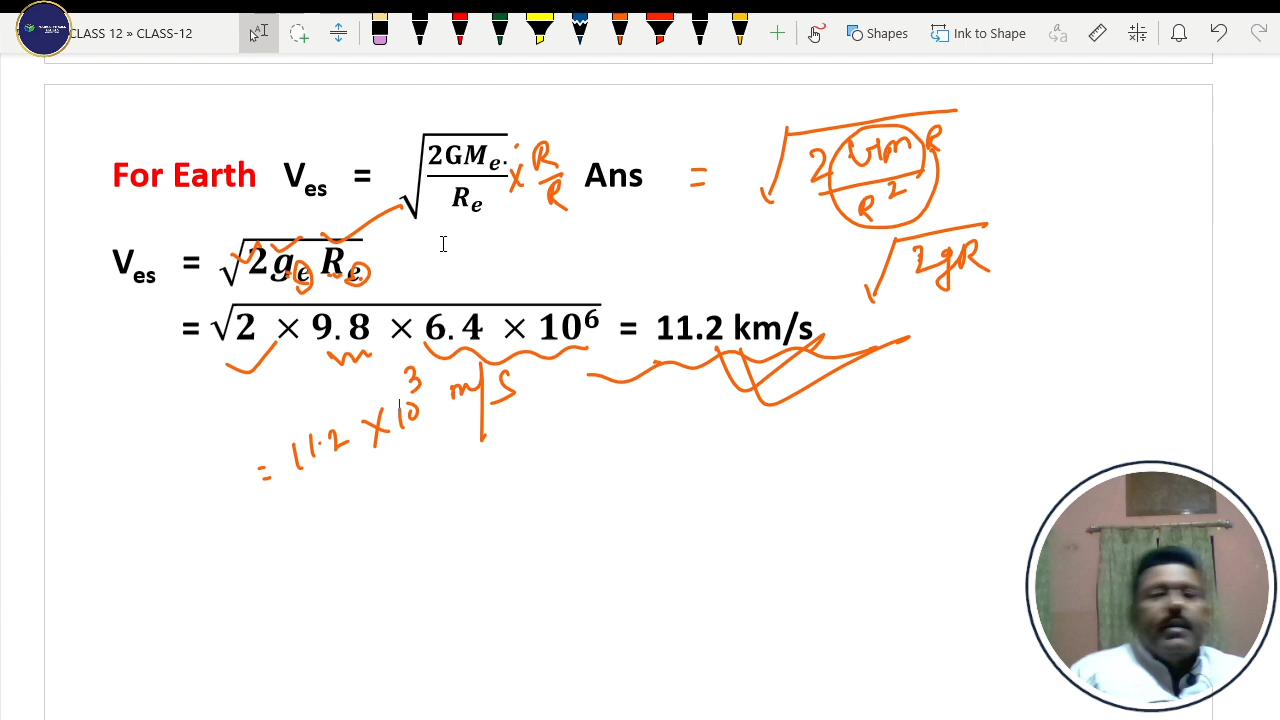 CLASS 12 » CLASS-12
Shapes
Ink to Shape
For Earth V_es = √(2GM_e / R_e) × R/R Ans = √(2 GM R / R²)
V_es = √(2g_e R_e) √(2gR)
= √(2 × 9.8 × 6.4 × 10⁶) = 11.2 km/s
= 11.2 × 10³ m/s